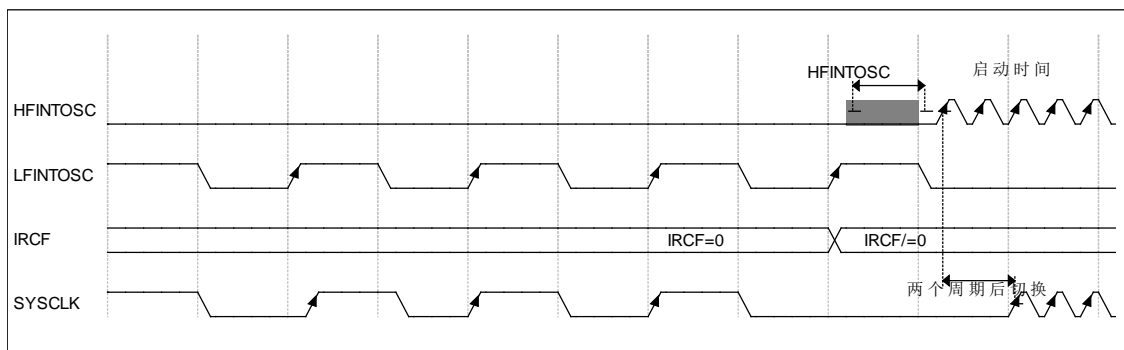 HFINTOSC 启动时间
HFINTOSC
LFINTOSC
IRCF IRCF=0 IRCF/=0
两个周期后切换
SYSCLK